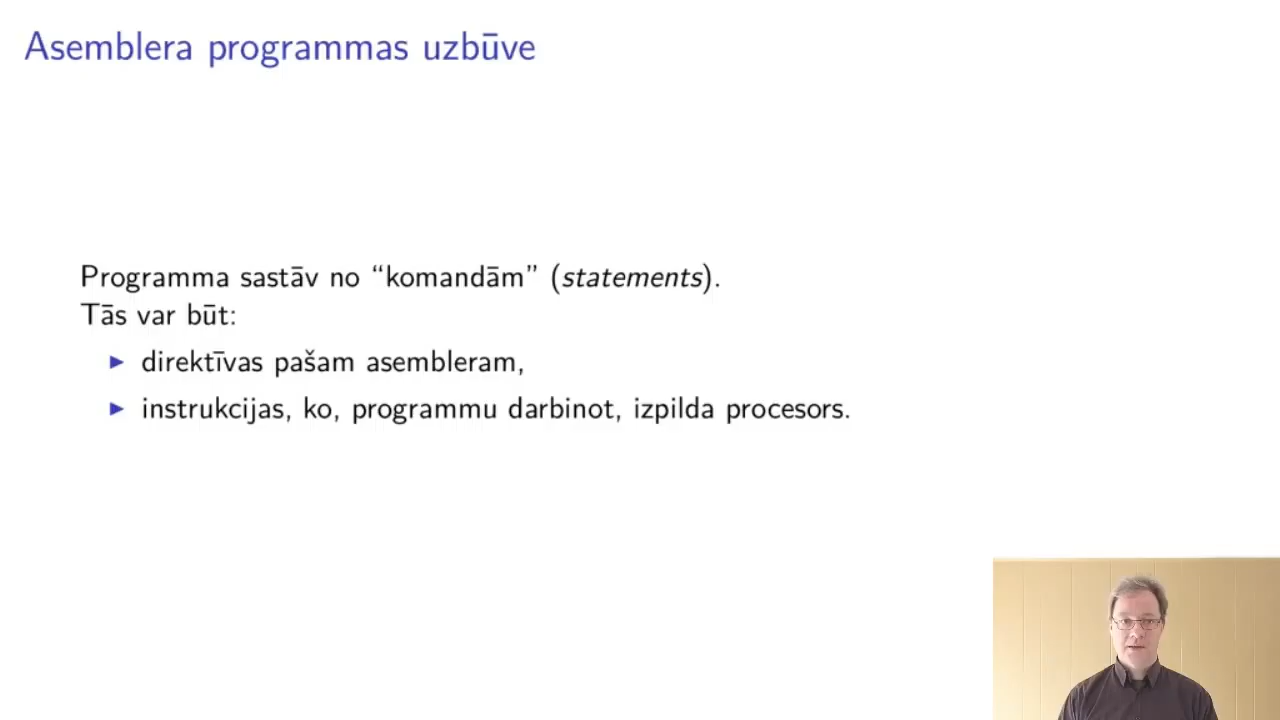 Asemblera programmas uzbūve
Programma sastāv no “komandām” (statements).
Tās var būt:
▶ direktīvas pašam asembleram,
▶ instrukcijas, ko, programmu darbinot, izpilda procesors.